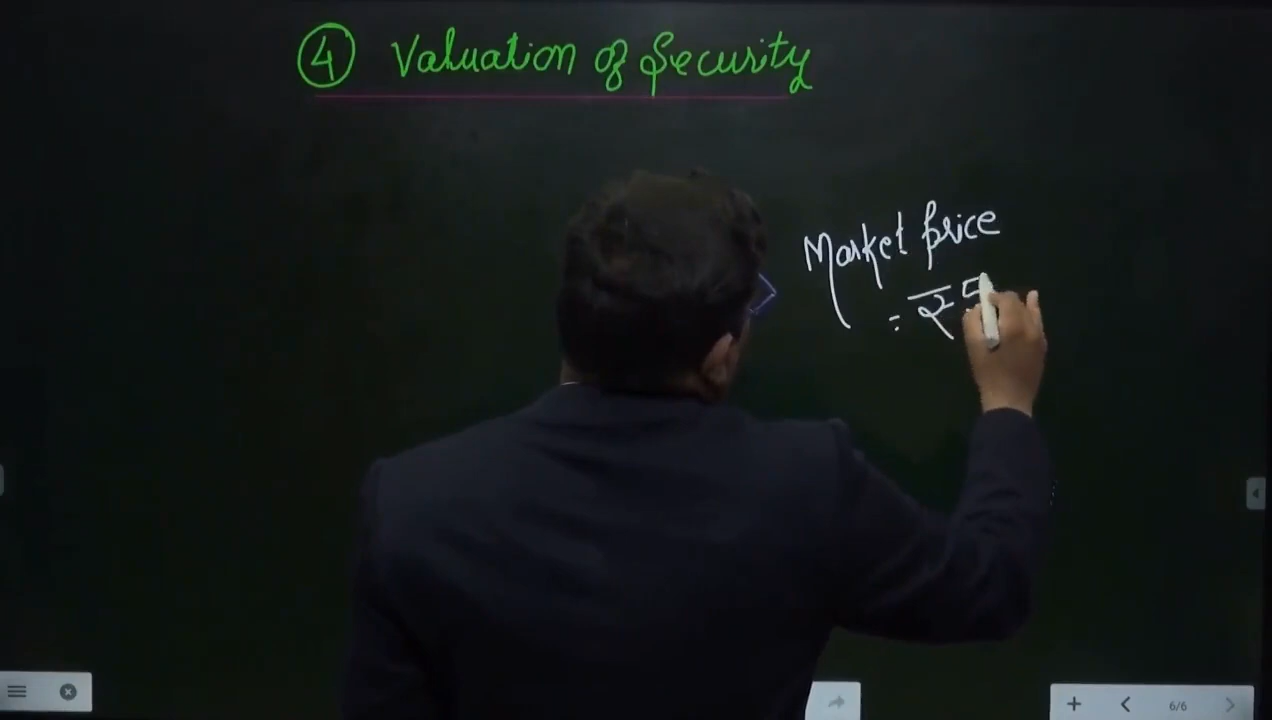 ④ Valuation of Security
Market price
= ₹ 5
6/6